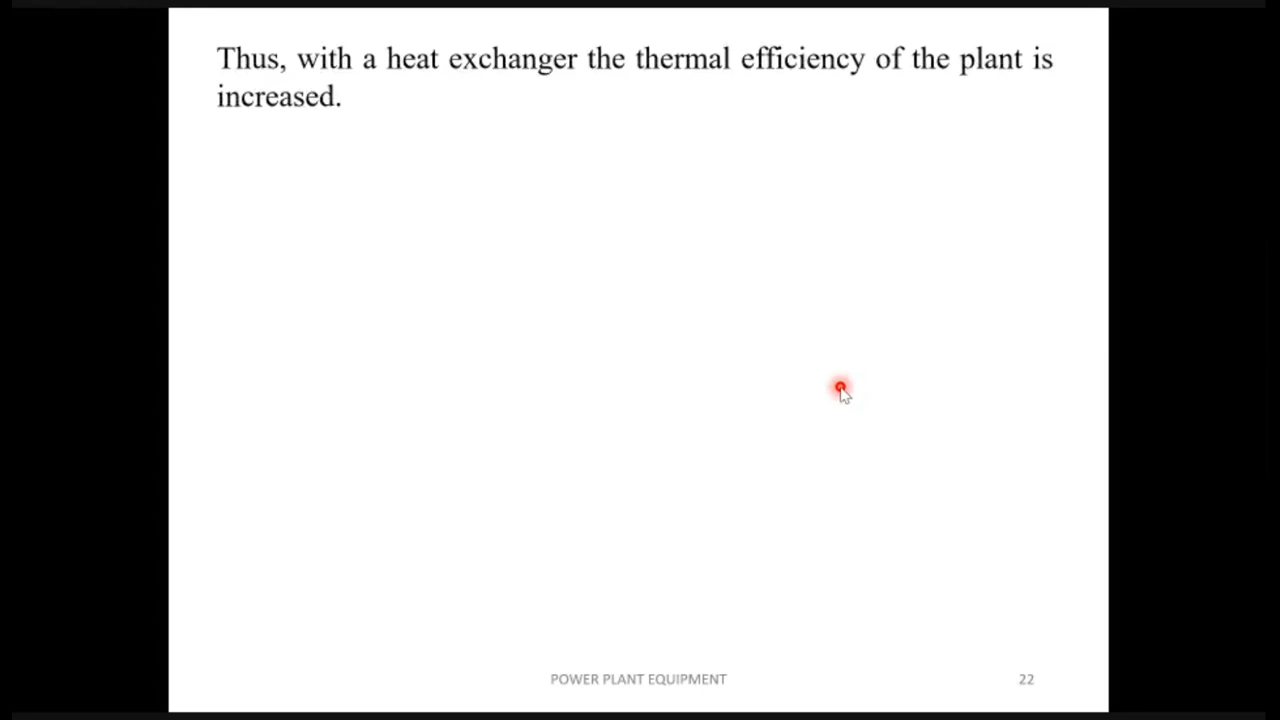 Thus, with a heat exchanger the thermal efficiency of the plant is
increased.
POWER PLANT EQUIPMENT
22